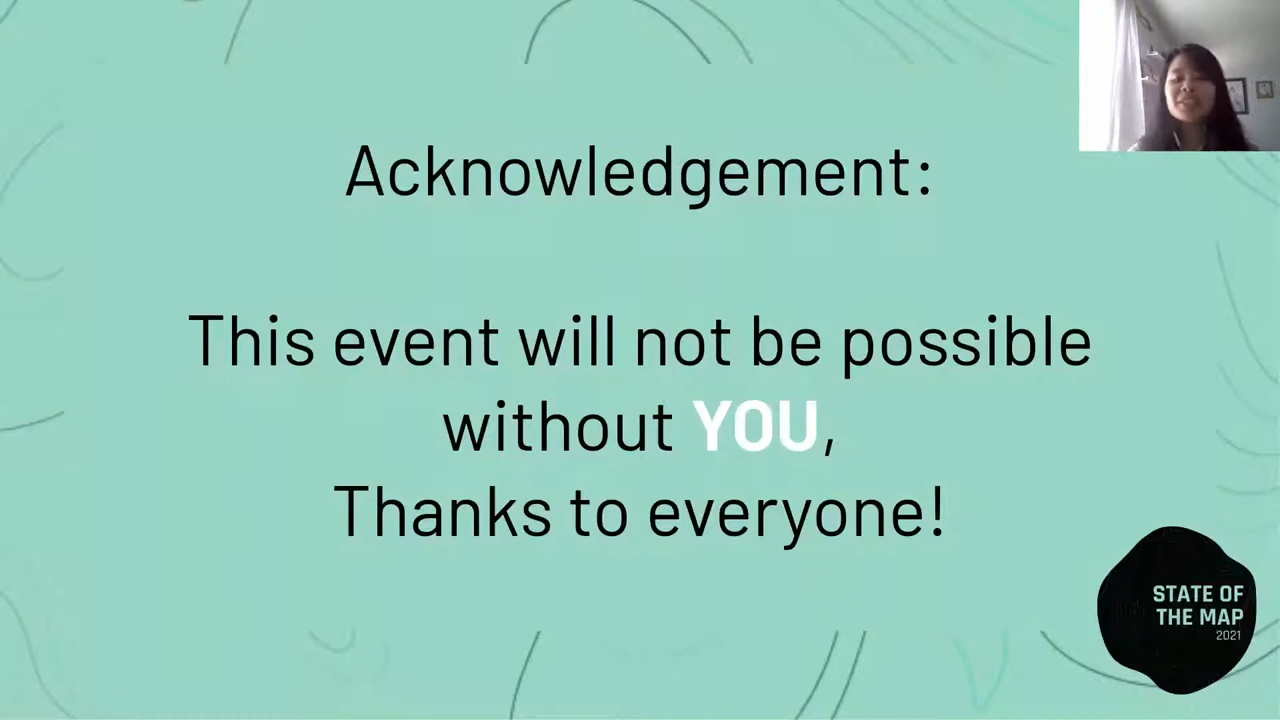 Acknowledgement:
This event will not be possible
without YOU,
Thanks to everyone!
STATE OF
THE MAP
2021